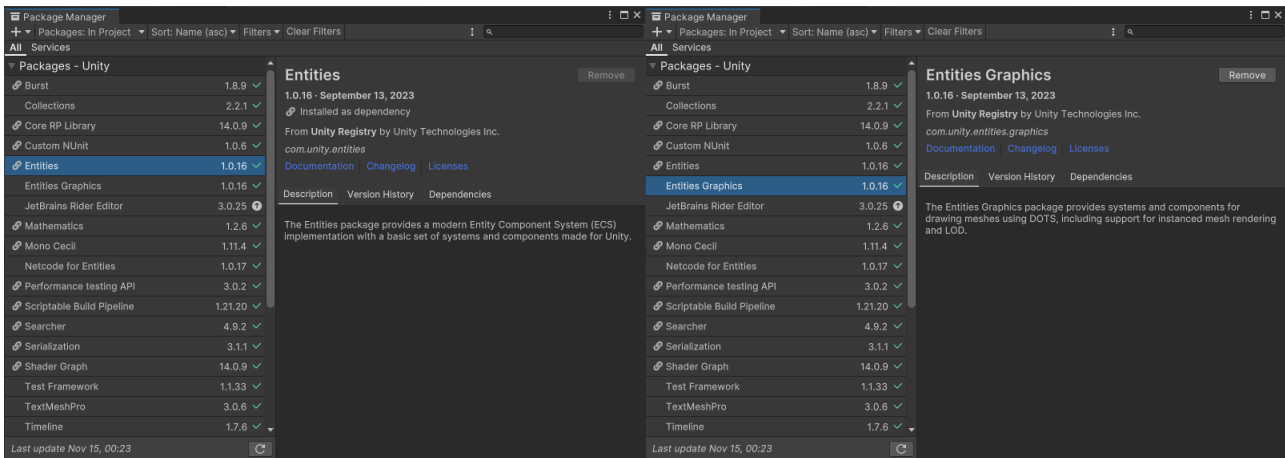 Package Manager
Packages: In Project Sort: Name (asc) Filters Clear Filters
All Services
Packages - Unity
Burst 1.8.9
Collections 2.2.1
Core RP Library 14.0.9
Custom NUnit 1.0.6
Entities 1.0.16
Entities Graphics 1.0.16
JetBrains Rider Editor 3.0.25
Mathematics 1.2.6
Mono Cecil 1.11.4
Netcode for Entities 1.0.17
Performance testing API 3.0.2
Scriptable Build Pipeline 1.21.20
Searcher 4.9.2
Serialization 3.1.1
Shader Graph 14.0.9
Test Framework 1.1.33
TextMeshPro 3.0.6
Timeline 1.7.6
Last update Nov 15, 00:23
Entities Remove
1.0.16 · September 13, 2023
Installed as dependency
From Unity Registry by Unity Technologies Inc.
com.unity.entities
Documentation Changelog Licenses
Description Version History Dependencies
The Entities package provides a modern Entity Component System (ECS)
implementation with a basic set of systems and components made for Unity.
Package Manager
Packages: In Project Sort: Name (asc) Filters Clear Filters
All Services
Packages - Unity
Burst 1.8.9
Collections 2.2.1
Core RP Library 14.0.9
Custom NUnit 1.0.6
Entities 1.0.16
Entities Graphics 1.0.16
JetBrains Rider Editor 3.0.25
Mathematics 1.2.6
Mono Cecil 1.11.4
Netcode for Entities 1.0.17
Performance testing API 3.0.2
Scriptable Build Pipeline 1.21.20
Searcher 4.9.2
Serialization 3.1.1
Shader Graph 14.0.9
Test Framework 1.1.33
TextMeshPro 3.0.6
Timeline 1.7.6
Last update Nov 15, 00:23
Entities Graphics Remove
1.0.16 · September 13, 2023
From Unity Registry by Unity Technologies Inc.
com.unity.entities.graphics
Documentation Changelog Licenses
Description Version History Dependencies
The Entities Graphics package provides systems and components for
drawing meshes using DOTS, including support for instanced mesh rendering
and LOD.